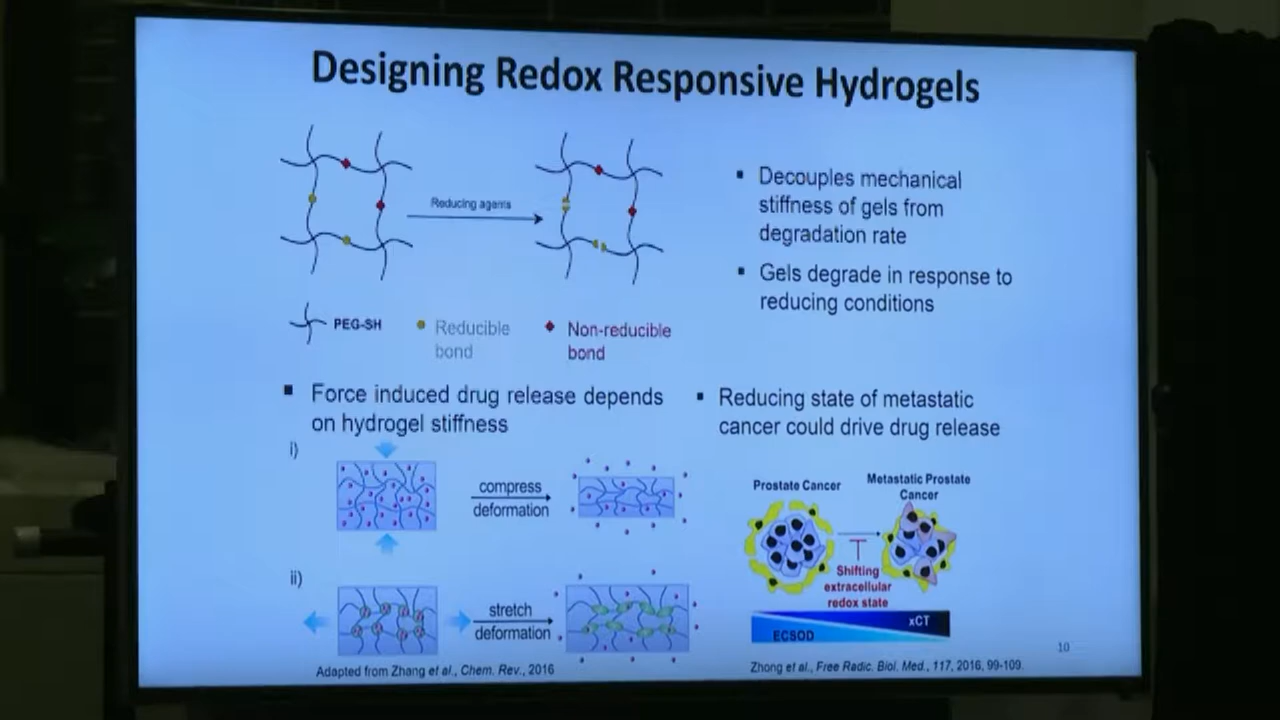 Designing Redox Responsive Hydrogels
Reducing agents
PEG-SH
Reducible
bond
Non-reducible
bond
▪ Decouples mechanical
stiffness of gels from
degradation rate
▪ Gels degrade in response to
reducing conditions
▪ Force induced drug release depends
on hydrogel stiffness
i)
compress
deformation
ii)
stretch
deformation
Adapted from Zhang et al., Chem. Rev., 2016
▪ Reducing state of metastatic
cancer could drive drug release
Prostate Cancer
Metastatic Prostate
Cancer
Shifting
extracellular
redox state
xCT
ECSOD
Zhong et al., Free Radic. Biol. Med., 117, 2016, 99-109.
10